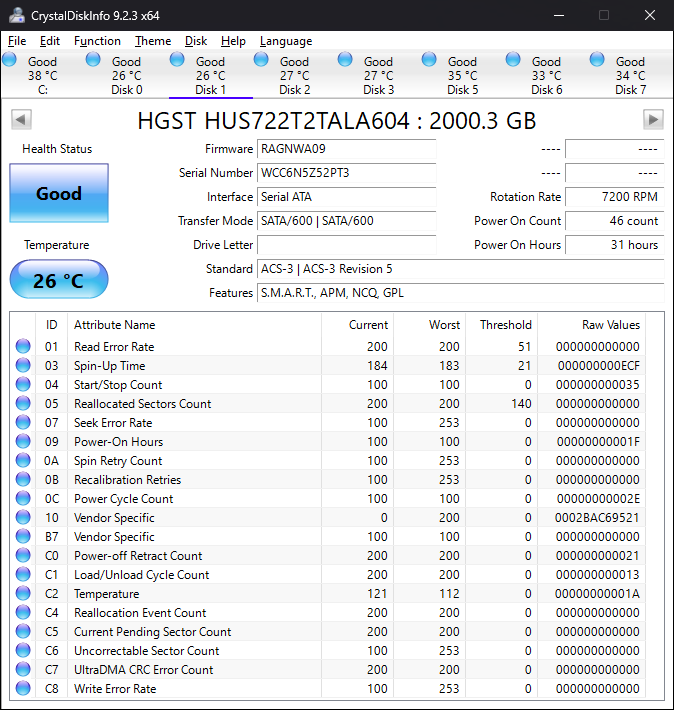 CrystalDiskInfo 9.2.3 x64
File Edit Function Theme Disk Help Language
Good Good Good Good Good Good Good Good
38 °C 26 °C 26 °C 27 °C 27 °C 35 °C 33 °C 34 °C
C: Disk 0 Disk 1 Disk 2 Disk 3 Disk 5 Disk 6 Disk 7
HGST HUS722T2TALA604 : 2000.3 GB
Health Status Firmware RAGNWA09 ---- ----
Good Serial Number WCC6N5Z52PT3 ---- ----
Interface Serial ATA Rotation Rate 7200 RPM
Transfer Mode SATA/600 | SATA/600 Power On Count 46 count
Temperature Drive Letter Power On Hours 31 hours
26 °C Standard ACS-3 | ACS-3 Revision 5
Features S.M.A.R.T., APM, NCQ, GPL
ID Attribute Name Current Worst Threshold Raw Values
01 Read Error Rate 200 200 51 000000000000
03 Spin-Up Time 184 183 21 000000000ECF
04 Start/Stop Count 100 100 0 000000000035
05 Reallocated Sectors Count 200 200 140 000000000000
07 Seek Error Rate 100 253 0 000000000000
09 Power-On Hours 100 100 0 00000000001F
0A Spin Retry Count 100 253 0 000000000000
0B Recalibration Retries 100 253 0 000000000000
0C Power Cycle Count 100 100 0 00000000002E
10 Vendor Specific 0 200 0 0002BAC69521
B7 Vendor Specific 100 100 0 000000000000
C0 Power-off Retract Count 200 200 0 000000000021
C1 Load/Unload Cycle Count 200 200 0 000000000013
C2 Temperature 121 112 0 00000000001A
C4 Reallocation Event Count 200 200 0 000000000000
C5 Current Pending Sector Count 200 200 0 000000000000
C6 Uncorrectable Sector Count 100 253 0 000000000000
C7 UltraDMA CRC Error Count 200 200 0 000000000000
C8 Write Error Rate 100 253 0 000000000000